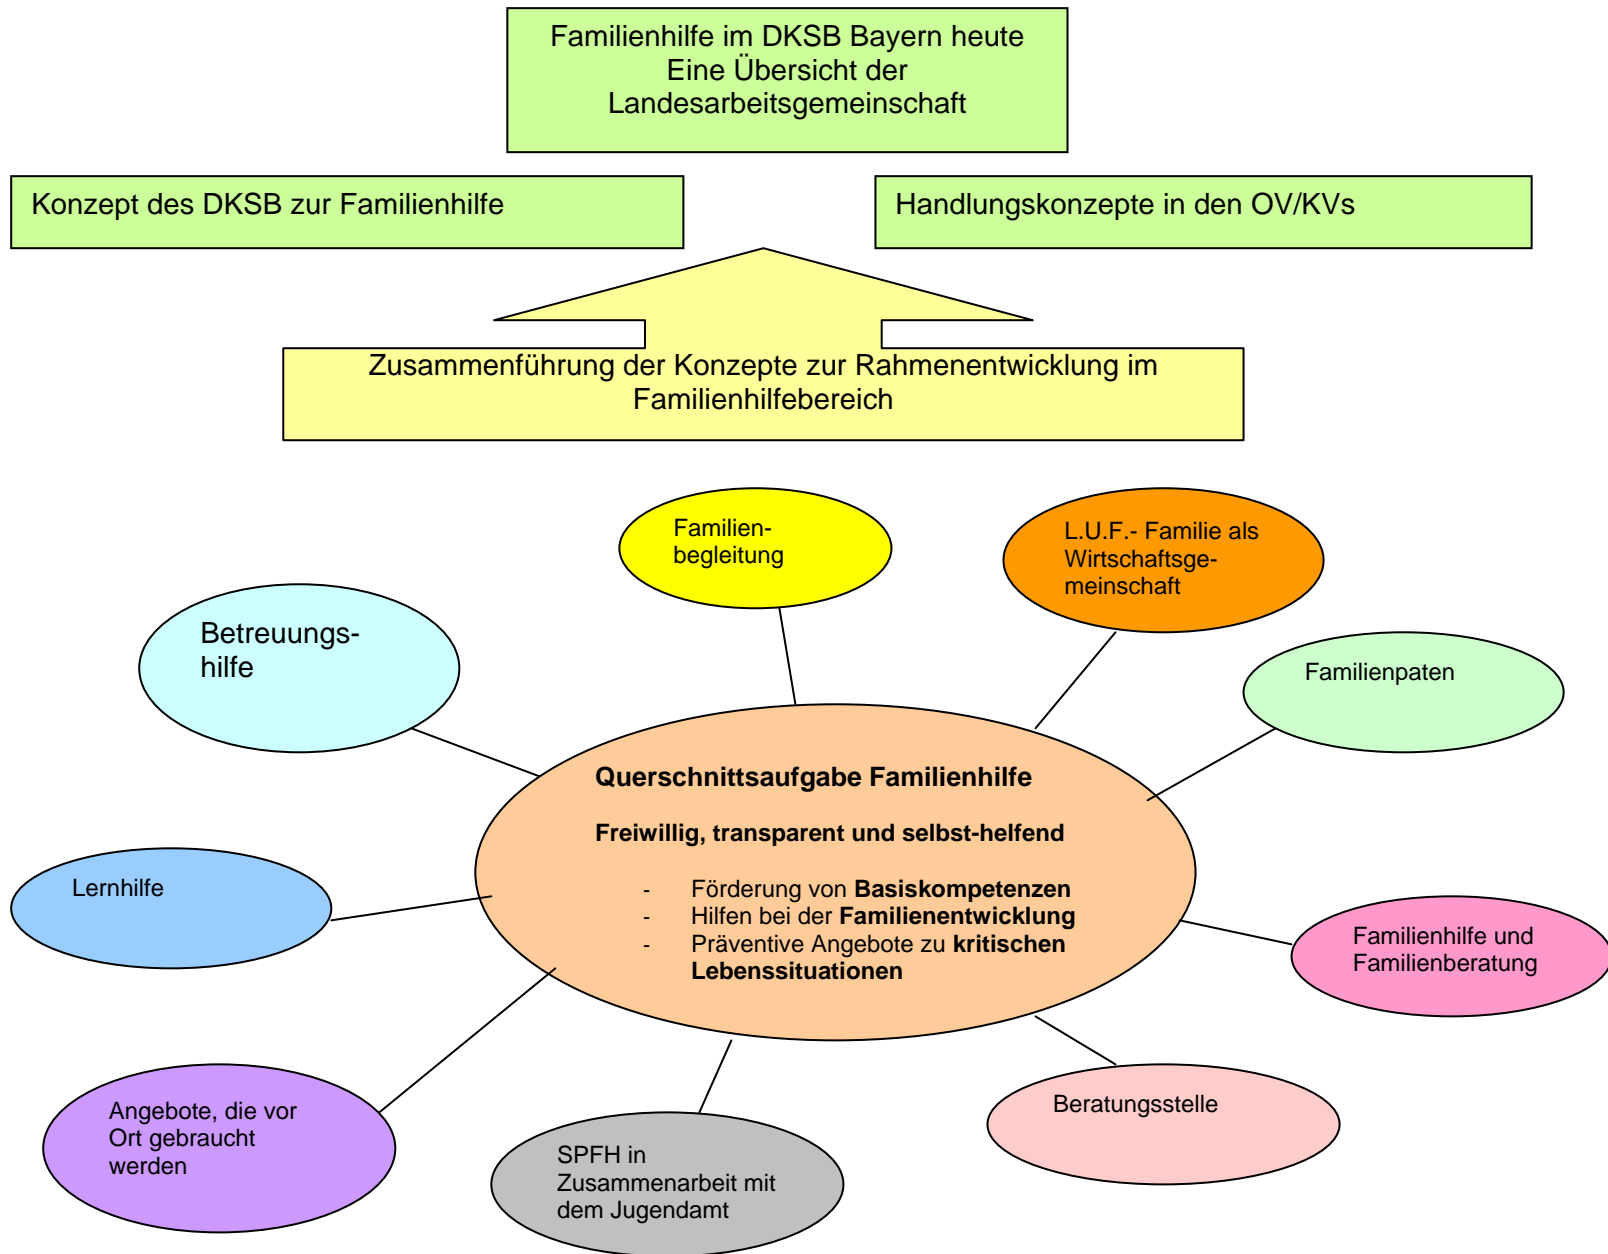 Familienhilfe im DKSB Bayern heute
Eine Übersicht der
Landesarbeitsgemeinschaft
Konzept des DKSB zur Familienhilfe
Handlungskonzepte in den OV/KVs
Zusammenführung der Konzepte zur Rahmenentwicklung im
Familienhilfebereich
Familien-
begleitung
L.U.F.- Familie als
Wirtschaftsge-
meinschaft
Betreuungs-
hilfe
Familienpaten
Querschnittsaufgabe Familienhilfe
Freiwillig, transparent und selbst-helfend
- Förderung von Basiskompetenzen
- Hilfen bei der Familienentwicklung
- Präventive Angebote zu kritischen
Lebenssituationen
Lernhilfe
Familienhilfe und
Familienberatung
Angebote, die vor
Ort gebraucht
werden
SPFH in
Zusammenarbeit mit
dem Jugendamt
Beratungsstelle